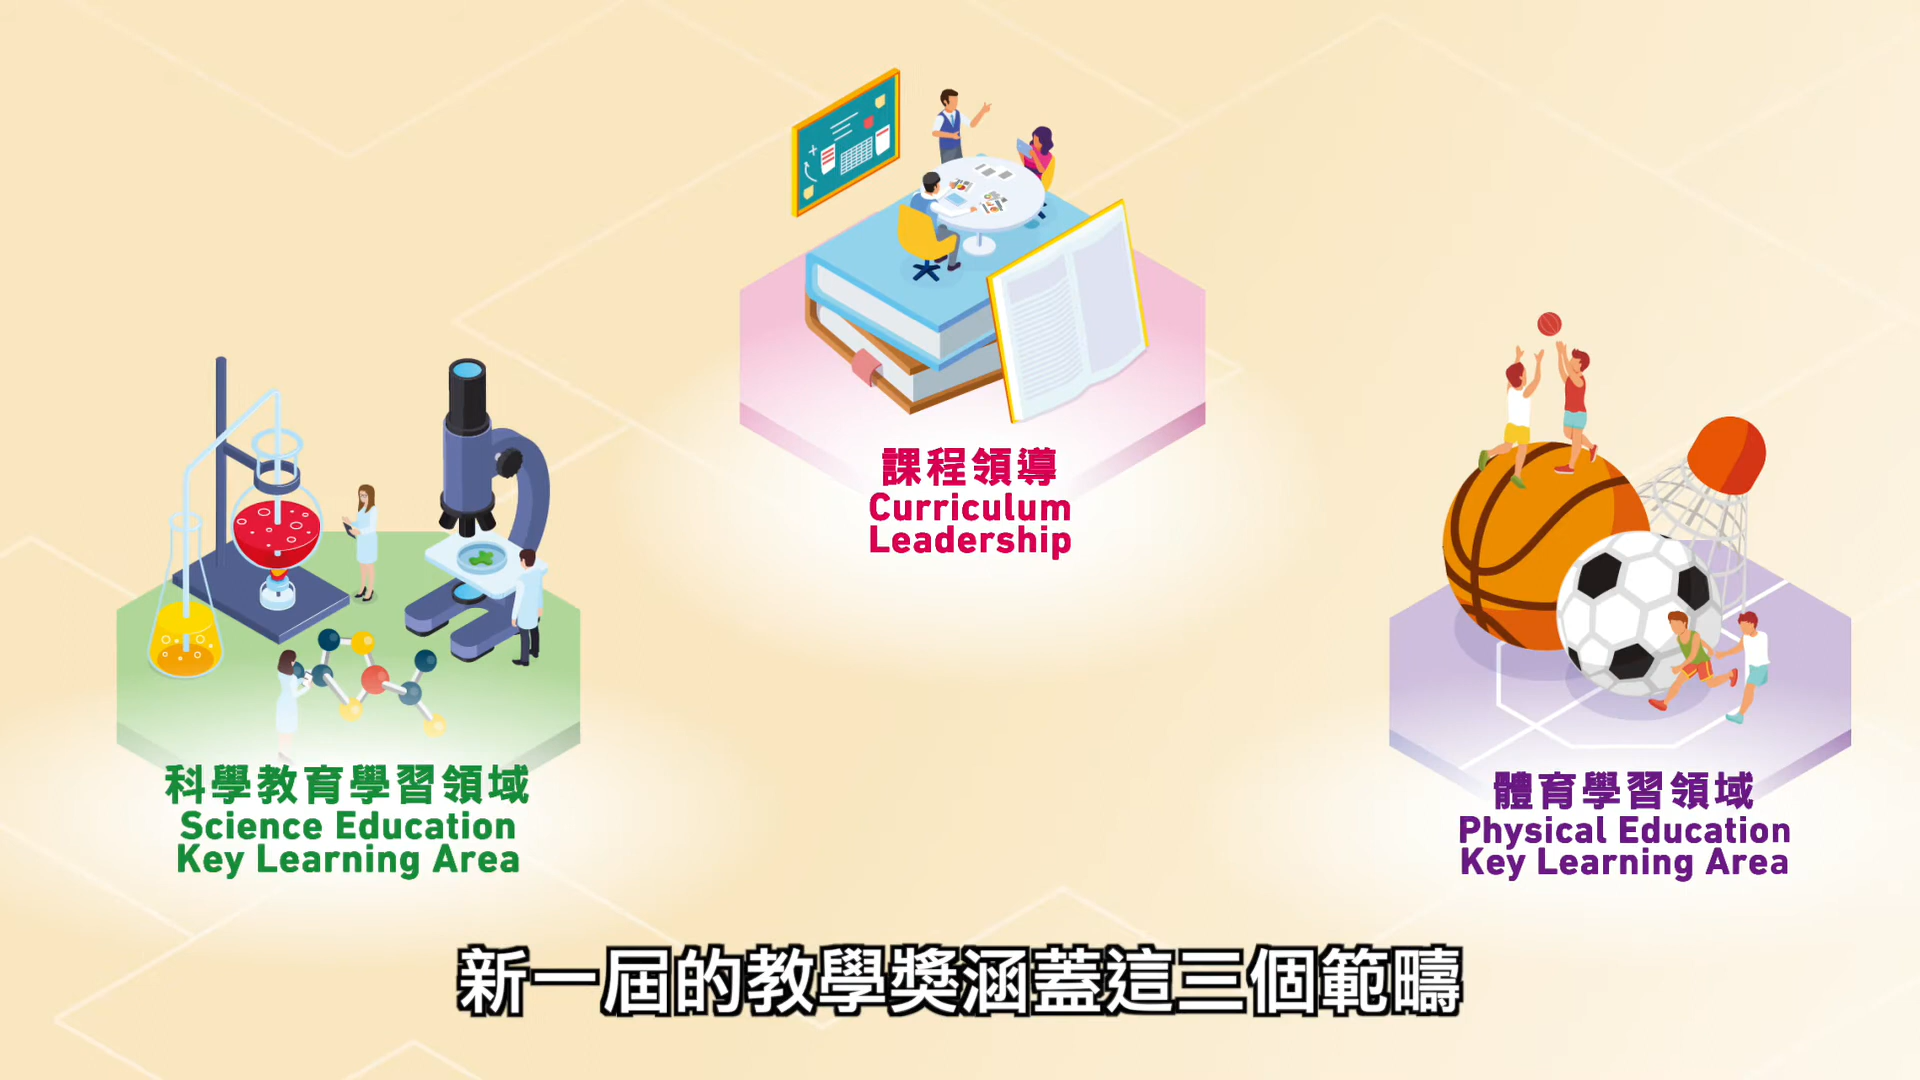 課程領導
Curriculum
Leadership
科學教育學習領域
Science Education
Key Learning Area
體育學習領域
Physical Education
Key Learning Area
新一屆的教學獎涵蓋這三個範疇